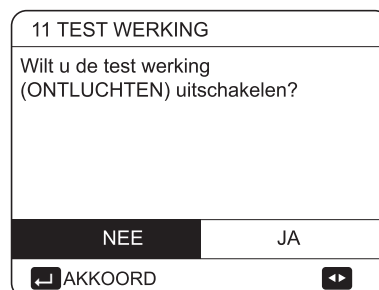 11 TEST WERKING
Wilt u de test werking
(ONTLUCHTEN) uitschakelen?
NEE JA
AKKOORD